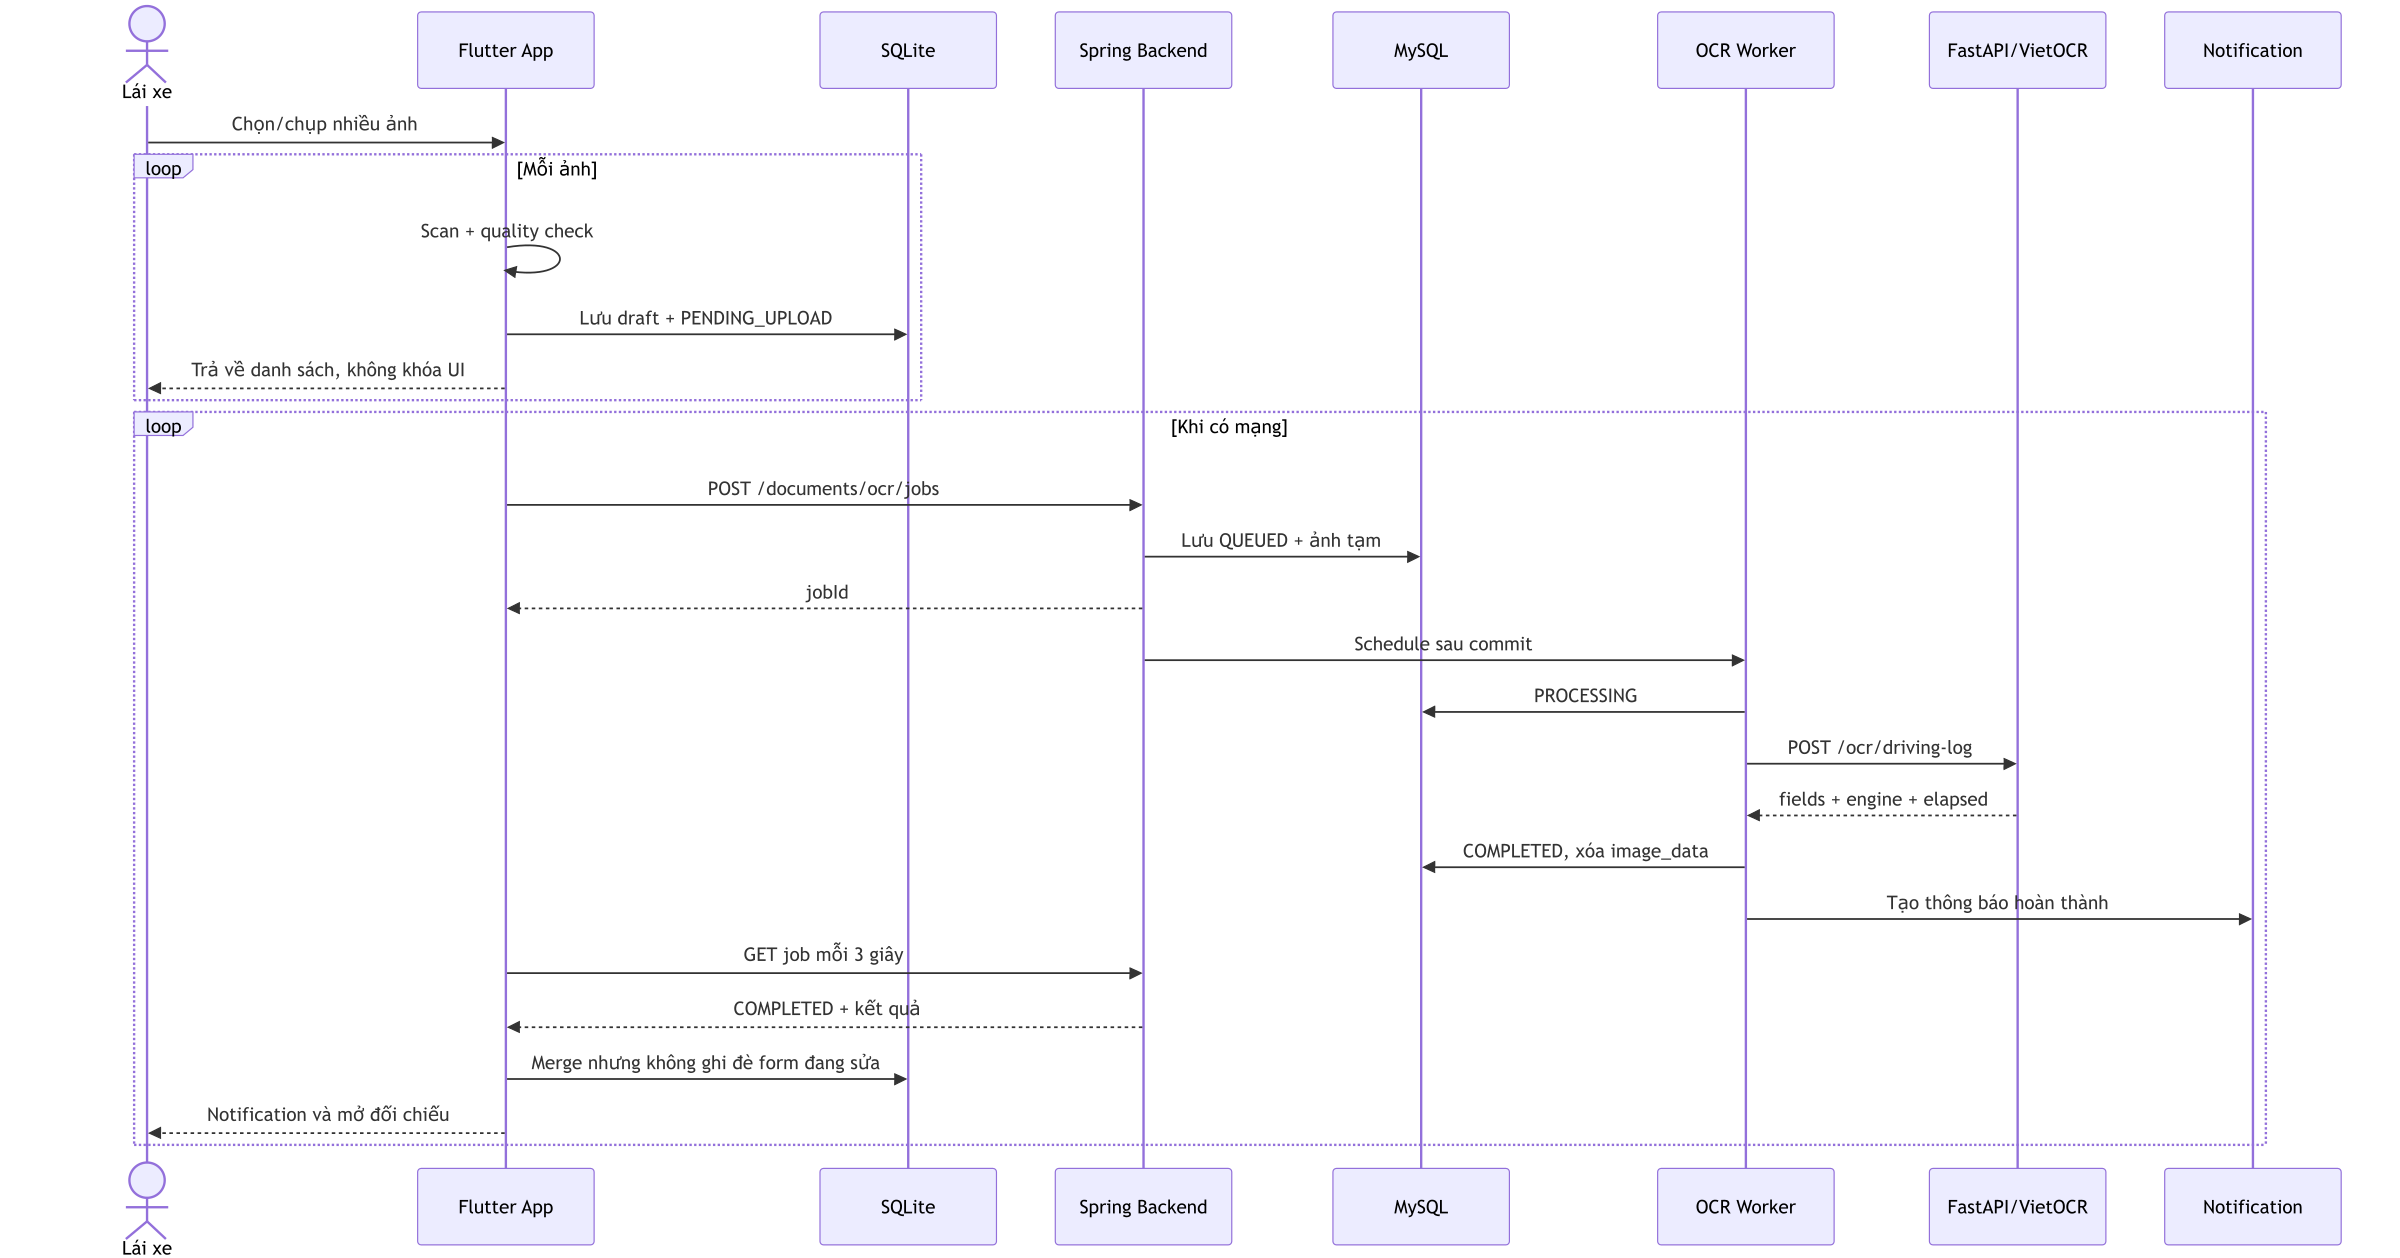 Lái xe
Flutter App
SQLite
Spring Backend
MySQL
OCR Worker
FastAPI/VietOCR
Notification
Chọn/chụp nhiều ảnh
loop
[Mỗi ảnh]
Scan + quality check
Lưu draft + PENDING_UPLOAD
Trả về danh sách, không khóa UI
loop
[Khi có mạng]
POST /documents/ocr/jobs
Lưu QUEUED + ảnh tạm
jobId
Schedule sau commit
PROCESSING
POST /ocr/driving-log
fields + engine + elapsed
COMPLETED, xóa image_data
Tạo thông báo hoàn thành
GET job mỗi 3 giây
COMPLETED + kết quả
Merge nhưng không ghi đè form đang sửa
Notification và mở đối chiếu
Lái xe
Flutter App
SQLite
Spring Backend
MySQL
OCR Worker
FastAPI/VietOCR
Notification